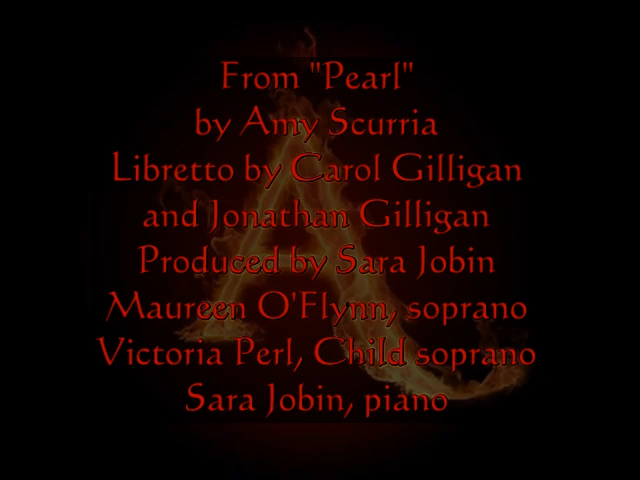 From "Pearl"
by Amy Scurria
Libretto by Carol Gilligan
and Jonathan Gilligan
Produced by Sara Jobin
Maureen O'Flynn, soprano
Victoria Perl, Child soprano
Sara Jobin, piano